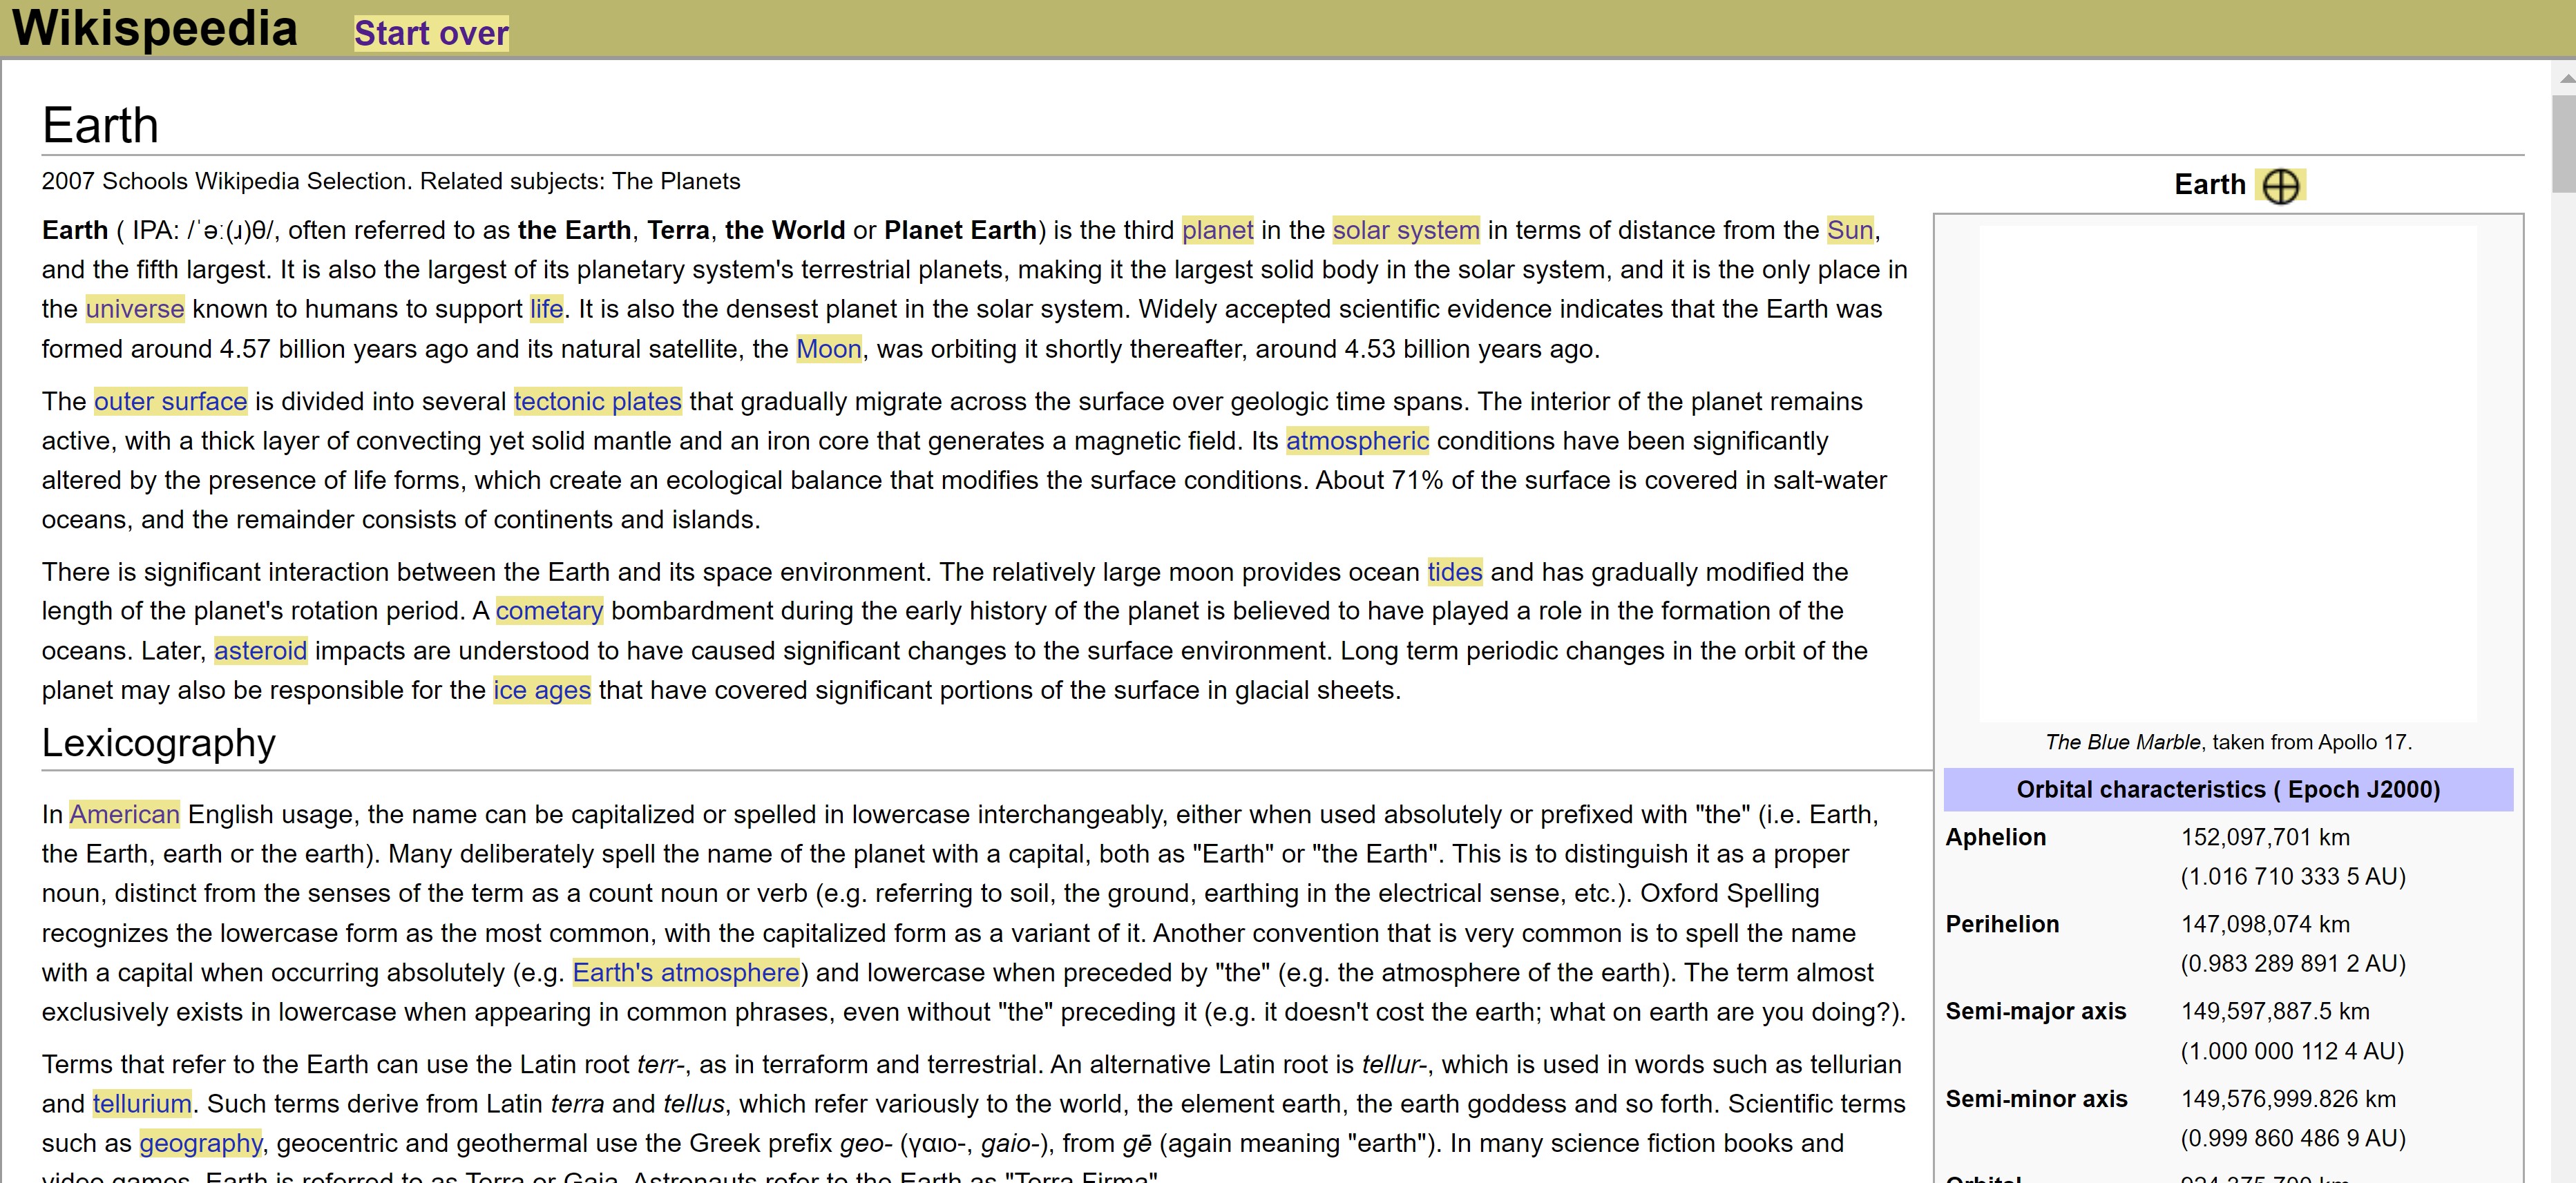 Wikispeedia Start over
Earth
2007 Schools Wikipedia Selection. Related subjects: The Planets
Earth ( IPA: /ˈəː(ɹ)θ/, often referred to as the Earth, Terra, the World or Planet Earth) is the third planet in the solar system in terms of distance from the Sun,
and the fifth largest. It is also the largest of its planetary system's terrestrial planets, making it the largest solid body in the solar system, and it is the only place in
the universe known to humans to support life. It is also the densest planet in the solar system. Widely accepted scientific evidence indicates that the Earth was
formed around 4.57 billion years ago and its natural satellite, the Moon, was orbiting it shortly thereafter, around 4.53 billion years ago.
The outer surface is divided into several tectonic plates that gradually migrate across the surface over geologic time spans. The interior of the planet remains
active, with a thick layer of convecting yet solid mantle and an iron core that generates a magnetic field. Its atmospheric conditions have been significantly
altered by the presence of life forms, which create an ecological balance that modifies the surface conditions. About 71% of the surface is covered in salt-water
oceans, and the remainder consists of continents and islands.
There is significant interaction between the Earth and its space environment. The relatively large moon provides ocean tides and has gradually modified the
length of the planet's rotation period. A cometary bombardment during the early history of the planet is believed to have played a role in the formation of the
oceans. Later, asteroid impacts are understood to have caused significant changes to the surface environment. Long term periodic changes in the orbit of the
planet may also be responsible for the ice ages that have covered significant portions of the surface in glacial sheets.
Lexicography
In American English usage, the name can be capitalized or spelled in lowercase interchangeably, either when used absolutely or prefixed with "the" (i.e. Earth,
the Earth, earth or the earth). Many deliberately spell the name of the planet with a capital, both as "Earth" or "the Earth". This is to distinguish it as a proper
noun, distinct from the senses of the term as a count noun or verb (e.g. referring to soil, the ground, earthing in the electrical sense, etc.). Oxford Spelling
recognizes the lowercase form as the most common, with the capitalized form as a variant of it. Another convention that is very common is to spell the name
with a capital when occurring absolutely (e.g. Earth's atmosphere) and lowercase when preceded by "the" (e.g. the atmosphere of the earth). The term almost
exclusively exists in lowercase when appearing in common phrases, even without "the" preceding it (e.g. it doesn't cost the earth; what on earth are you doing?).
Terms that refer to the Earth can use the Latin root terr-, as in terraform and terrestrial. An alternative Latin root is tellur-, which is used in words such as tellurian
and tellurium. Such terms derive from Latin terra and tellus, which refer variously to the world, the element earth, the earth goddess and so forth. Scientific terms
such as geography, geocentric and geothermal use the Greek prefix geo- (γαιο-, gaio-), from gē (again meaning "earth"). In many science fiction books and
video games, Earth is referred to as Terra or Gaia. Astronauts refer to the Earth as "Terra Firma".
Earth
The Blue Marble, taken from Apollo 17.
Orbital characteristics ( Epoch J2000)
Aphelion 152,097,701 km
(1.016 710 333 5 AU)
Perihelion 147,098,074 km
(0.983 289 891 2 AU)
Semi-major axis 149,597,887.5 km
(1.000 000 112 4 AU)
Semi-minor axis 149,576,999.826 km
(0.999 860 486 9 AU)
Orbital 924,375,700 km